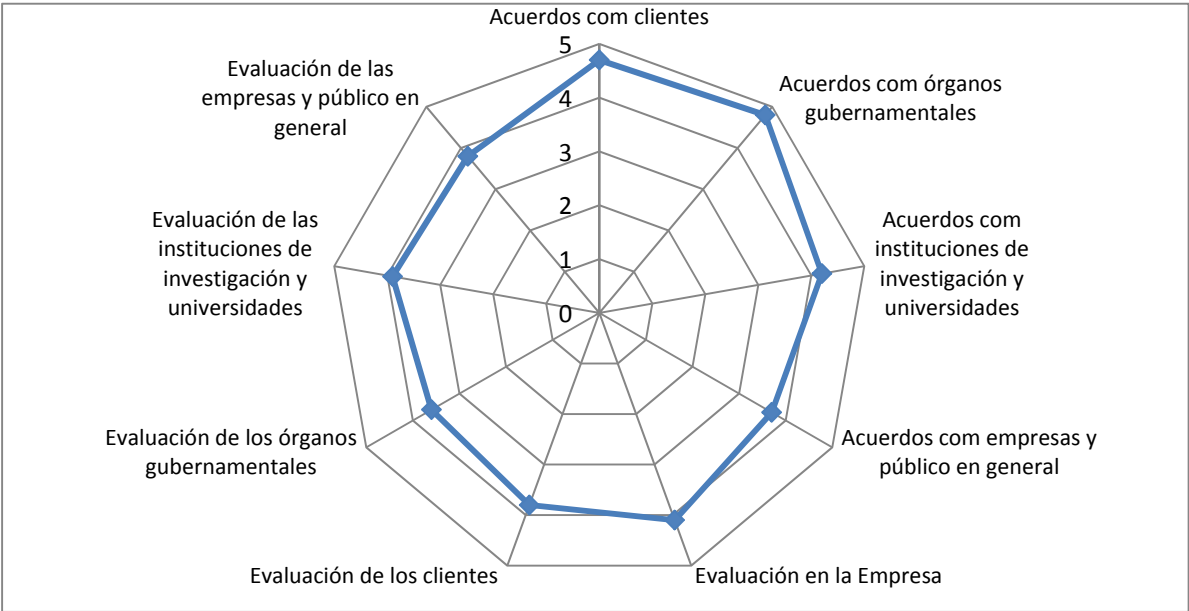 Acuerdos com clientes
Acuerdos com órganos
gubernamentales
Acuerdos com
instituciones de
investigación y
universidades
Acuerdos com empresas y
público en general
Evaluación en la Empresa
Evaluación de los clientes
Evaluación de los órganos
gubernamentales
Evaluación de las
instituciones de
investigación y
universidades
Evaluación de las
empresas y público en
general
5
4
3
2
1
0